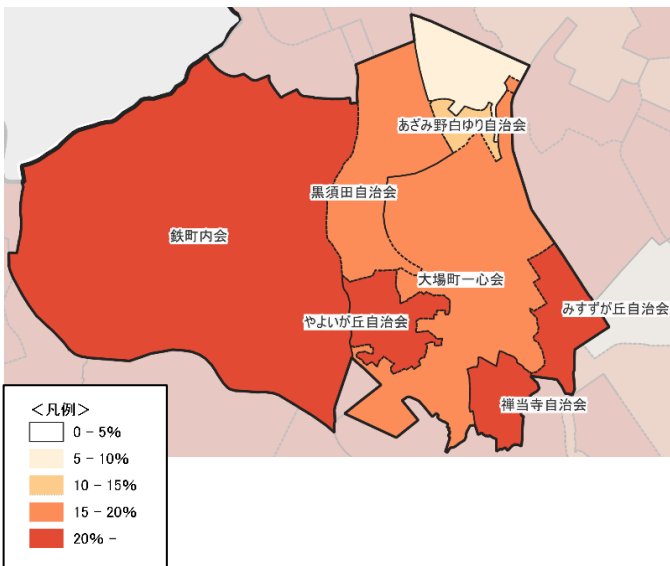 あざみ野白ゆり自治会
黒須田自治会
鉄町内会
大場町一心会
みすずが丘自治会
やよいが丘自治会
禅当寺自治会
＜凡例＞
0 – 5%
5 – 10%
10 – 15%
15 – 20%
20% –